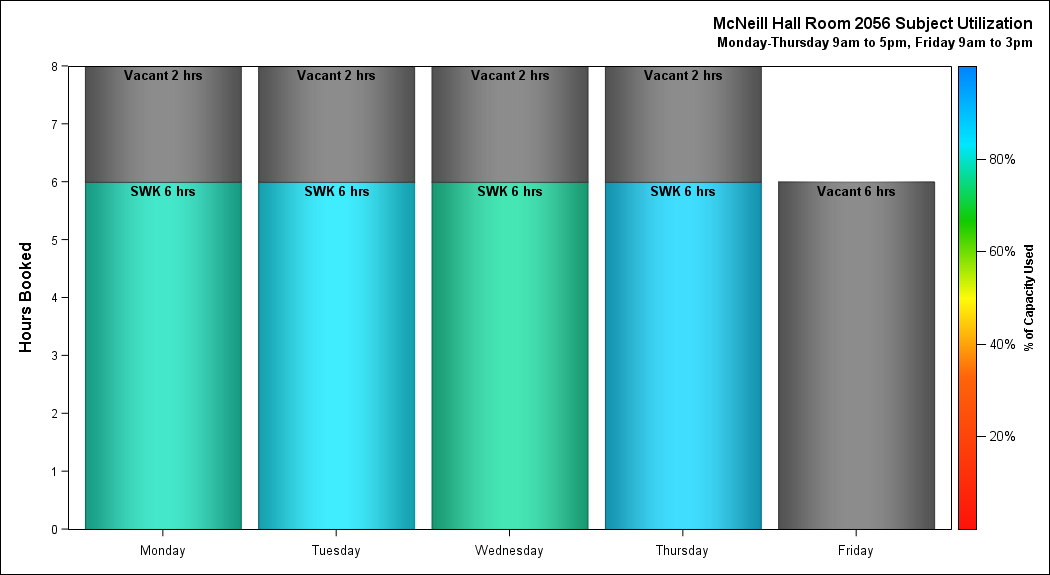 McNeill Hall Room 2056 Subject Utilization
Monday-Thursday 9am to 5pm, Friday 9am to 3pm
Hours Booked
8
7
6
5
4
3
2
1
0
Vacant 2 hrs
Vacant 2 hrs
Vacant 2 hrs
Vacant 2 hrs
SWK 6 hrs
SWK 6 hrs
SWK 6 hrs
SWK 6 hrs
Vacant 6 hrs
Monday
Tuesday
Wednesday
Thursday
Friday
80%
60%
40%
20%
% of Capacity Used